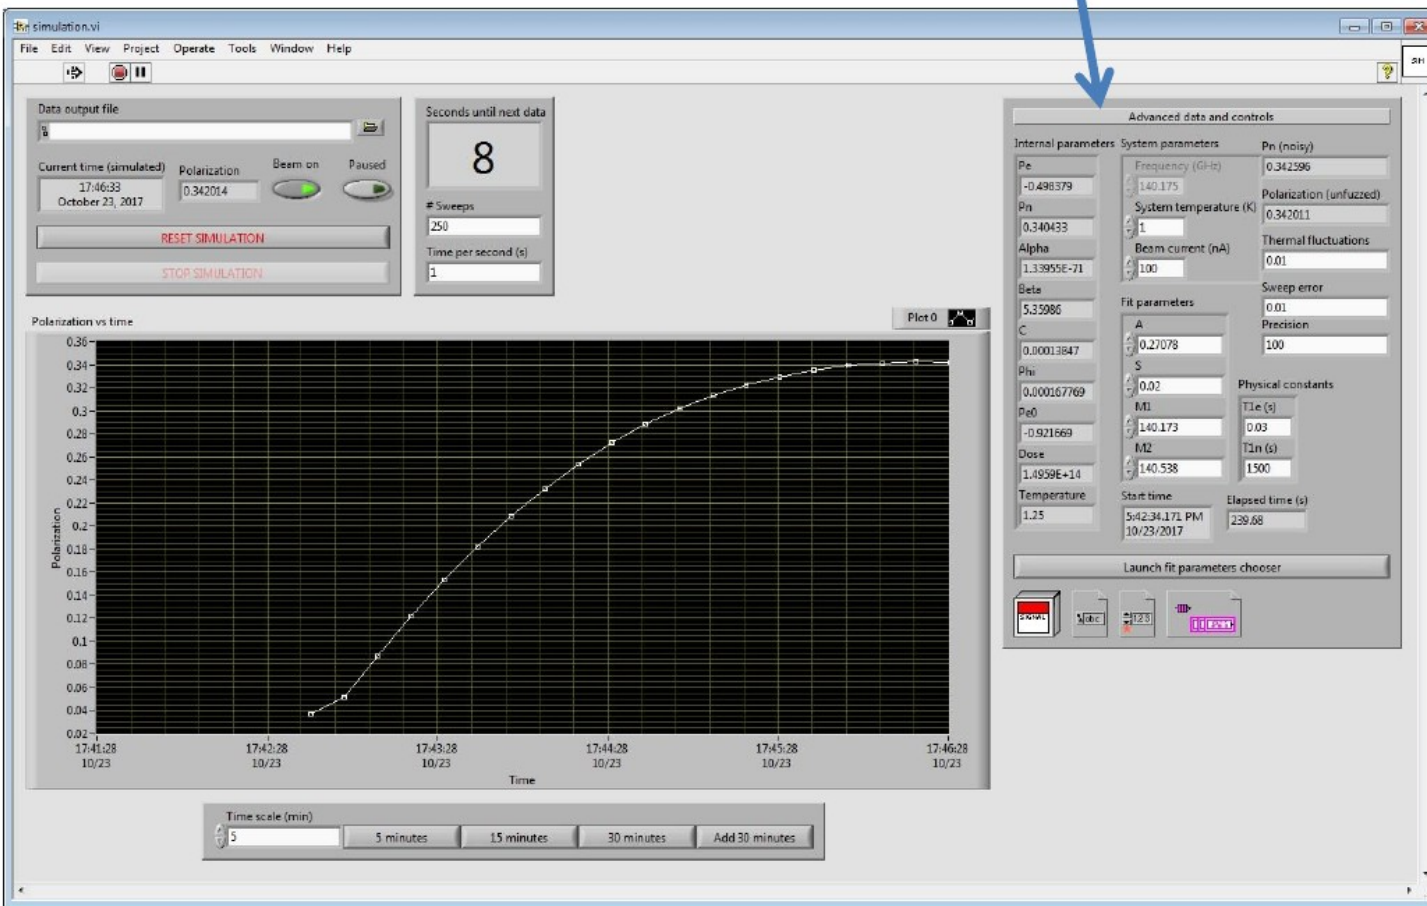 simulation.vi
File Edit View Project Operate Tools Window Help
Data output file
Current time (simulated)
17:46:33
October 23, 2017
Polarization
0.342014
Beam on
Paused
RESET SIMULATION
STOP SIMULATION
Seconds until next data
8
# Sweeps
250
Time per second (s)
1
Polarization vs time
Plot 0
0.36
0.34
0.32
0.3
0.28
0.26
0.24
0.22
0.2
0.18
0.16
0.14
0.12
0.1
0.08
0.06
0.04
0.02
Polarization
17:41:28 17:42:28 17:43:28 17:44:28 17:45:28 17:46:28
10/23 10/23 10/23 10/23 10/23 10/23
Time
Time scale (min)
5
5 minutes
15 minutes
30 minutes
Add 30 minutes
Advanced data and controls
Internal parameters
Pe
-0.498379
Pn
0.340433
Alpha
1.33955E-71
Beta
5.35986
C
0.00013847
Phi
0.000167769
Pe0
-0.921669
Dose
1.4959E+14
Temperature
1.25
System parameters
Frequency (GHz)
140.175
System temperature (K)
1
Beam current (nA)
100
Fit parameters
A
0.27078
S
0.02
M1
140.173
M2
140.538
Start time
5:42:34.171 PM
10/23/2017
Pn (noisy)
0.342596
Polarization (unfuzzed)
0.342011
Thermal fluctuations
0.01
Sweep error
0.01
Precision
100
Physical constants
T1e (s)
0.03
T1n (s)
1500
Elapsed time (s)
239.68
Launch fit parameters chooser
SIGNAL
abc
1.2.3